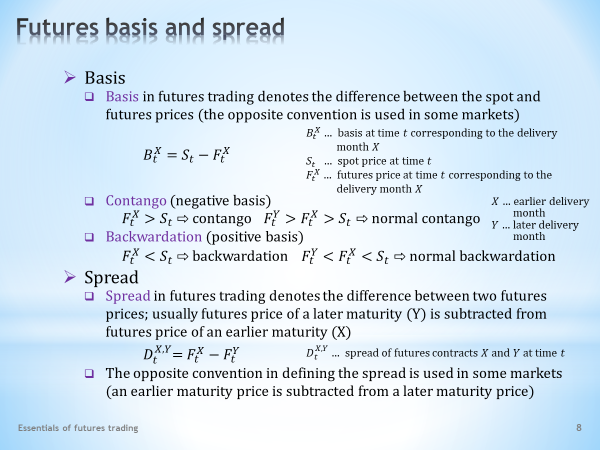 Futures basis and spread
➢ Basis
❑ Basis in futures trading denotes the difference between the spot and
futures prices (the opposite convention is used in some markets)
B_t^X = S_t − F_t^X
B_t^X … basis at time t corresponding to the delivery
month X
S_t … spot price at time t
F_t^X … futures price at time t corresponding to the
delivery month X
❑ Contango (negative basis)
F_t^X > S_t ⇨ contango F_t^Y > F_t^X > S_t ⇨ normal contango
X … earlier delivery
month
Y … later delivery
month
❑ Backwardation (positive basis)
F_t^X < S_t ⇨ backwardation F_t^Y < F_t^X < S_t ⇨ normal backwardation
➢ Spread
❑ Spread in futures trading denotes the difference between two futures
prices; usually futures price of a later maturity (Y) is subtracted from
futures price of an earlier maturity (X)
D_t^{X,Y} = F_t^X − F_t^Y
D_t^{X,Y} … spread of futures contracts X and Y at time t
❑ The opposite convention in defining the spread is used in some markets
(an earlier maturity price is subtracted from a later maturity price)
Essentials of futures trading
8